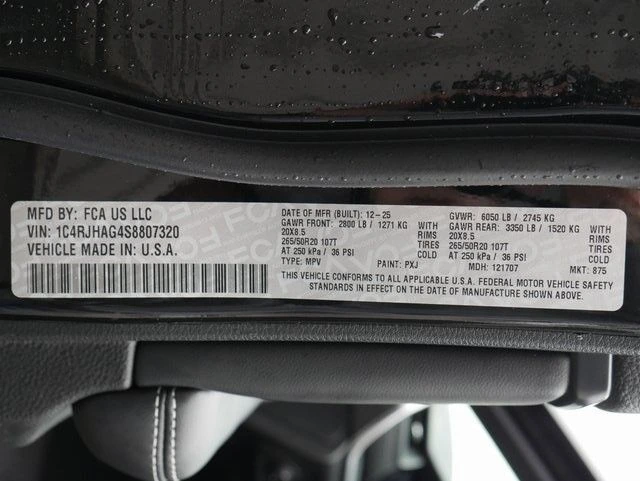 MFD BY: FCA US LLC
VIN: 1C4RJHAG4S8807320
VEHICLE MADE IN U.S.A.
DATE OF MFR (BUILT): 12-25 GVWR: 6050 LB / 2745 KG
GAWR FRONT: 2800 LB / 1271 KG WITH GAWR REAR: 3350 LB / 1520 KG WITH
20X8.5 RIMS 20X8.5 RIMS
265/50R20 107T TIRES 265/50R20 107T TIRES
AT 250 kPa / 36 PSI COLD AT 250 kPa / 36 PSI COLD
TYPE: MPV PAINT: PXJ MDH: 121707 MKT: 875
THIS VEHICLE CONFORMS TO ALL APPLICABLE U.S.A. FEDERAL MOTOR VEHICLE SAFETY
STANDARDS IN EFFECT ON THE DATE OF MANUFACTURE SHOWN ABOVE.